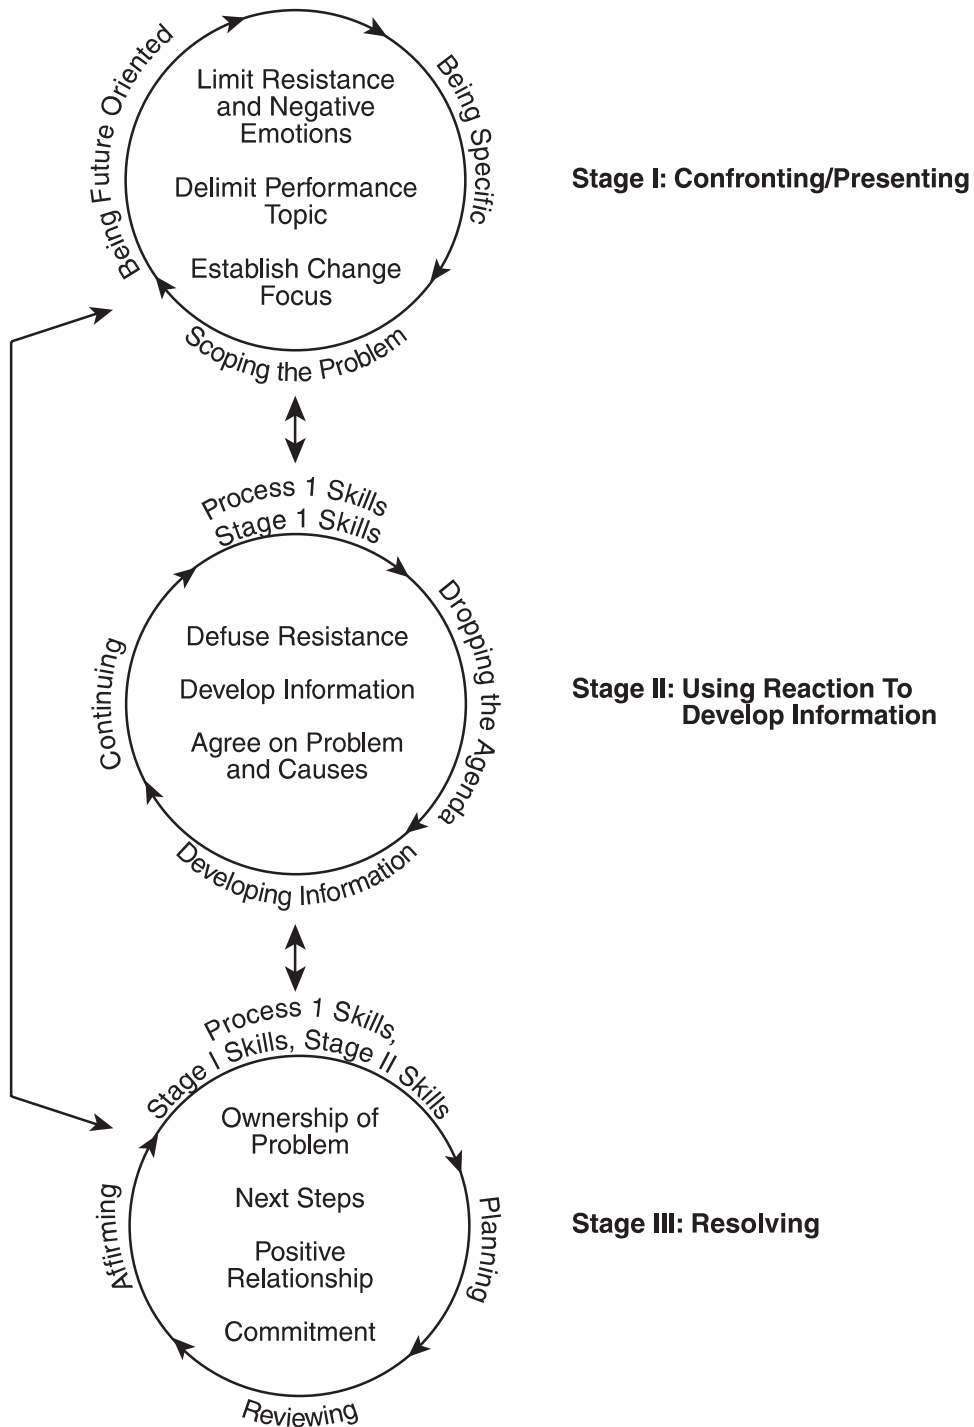 Being Future Oriented
Being Specific
Limit Resistance
and Negative
Emotions
Delimit Performance
Topic
Establish Change
Focus
Scoping the Problem
Stage I: Confronting/Presenting
Process 1 Skills
Stage 1 Skills
Dropping the Agenda
Continuing
Defuse Resistance
Develop Information
Agree on Problem
and Causes
Developing Information
Stage II: Using Reaction To
Develop Information
Process 1 Skills,
Stage I Skills, Stage II Skills
Ownership of
Problem
Next Steps
Positive
Relationship
Commitment
Affirming
Planning
Reviewing
Stage III: Resolving